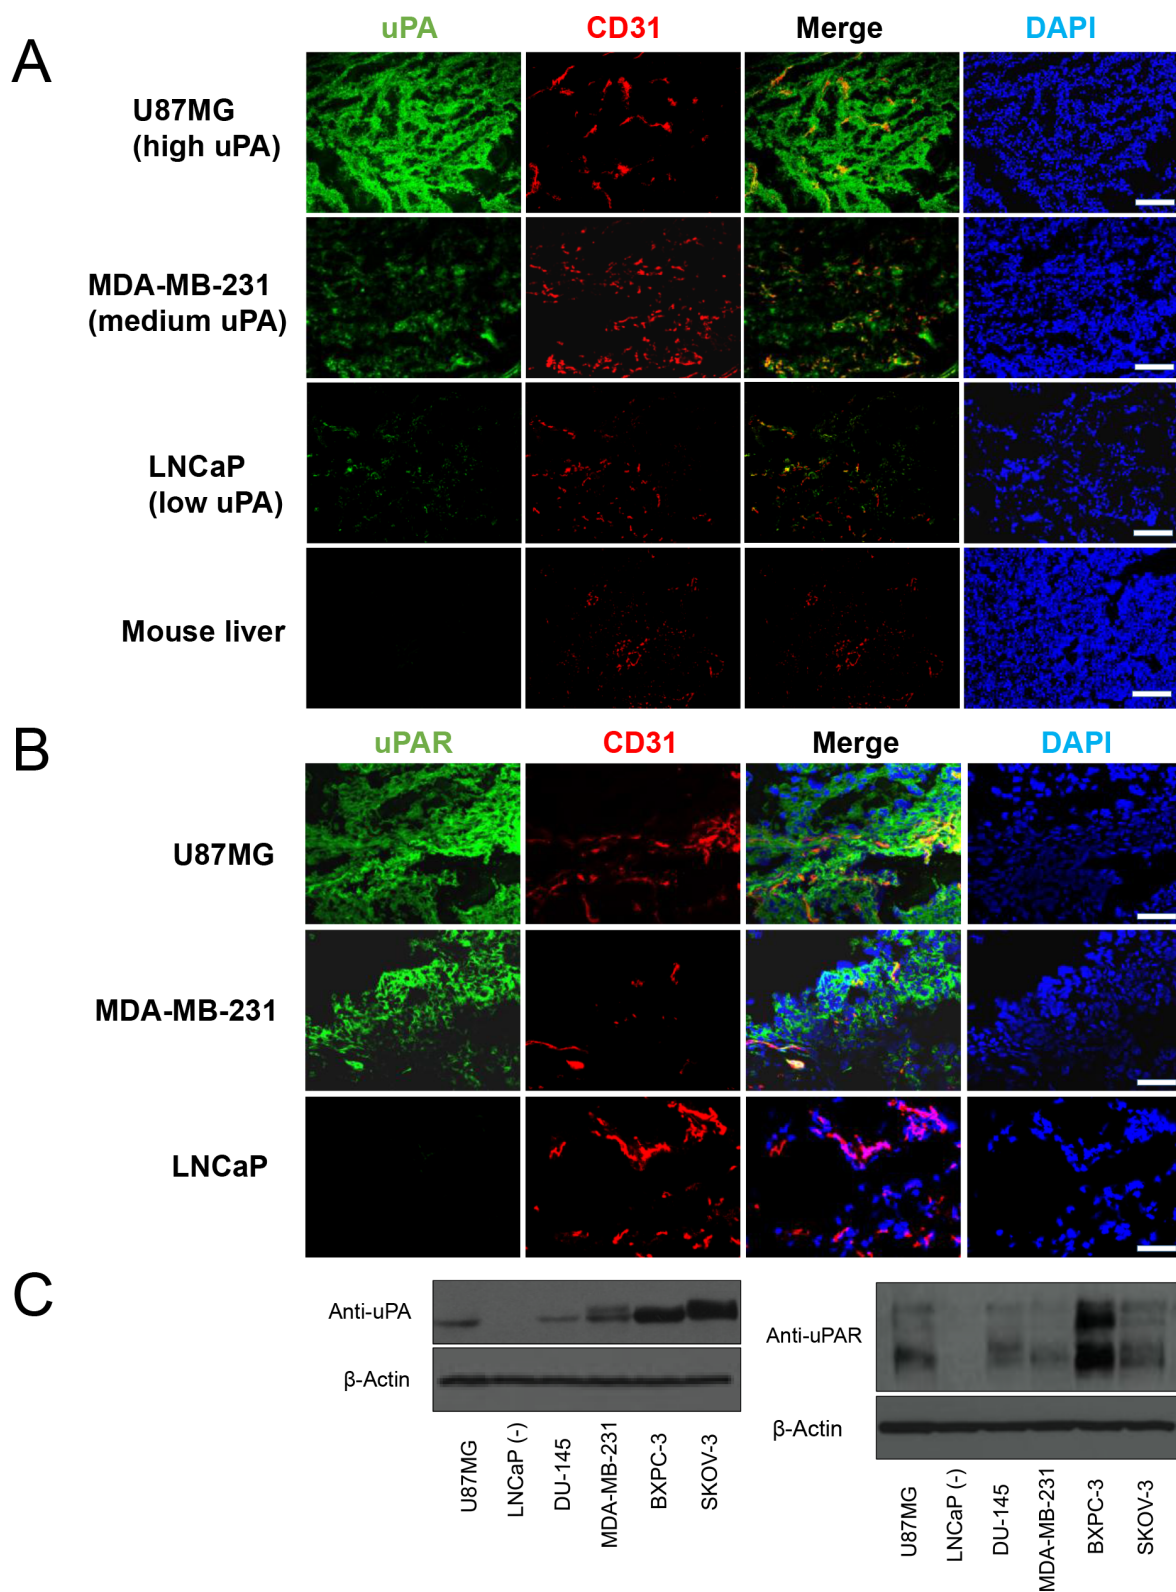 A
uPA CD31 Merge DAPI
U87MG
(high uPA)
MDA-MB-231
(medium uPA)
LNCaP
(low uPA)
Mouse liver
B
uPAR CD31 Merge DAPI
U87MG
MDA-MB-231
LNCaP
C
Anti-uPA
β-Actin
U87MG
LNCaP (-)
DU-145
MDA-MB-231
BXPC-3
SKOV-3
Anti-uPAR
β-Actin
U87MG
LNCaP (-)
DU-145
MDA-MB-231
BXPC-3
SKOV-3